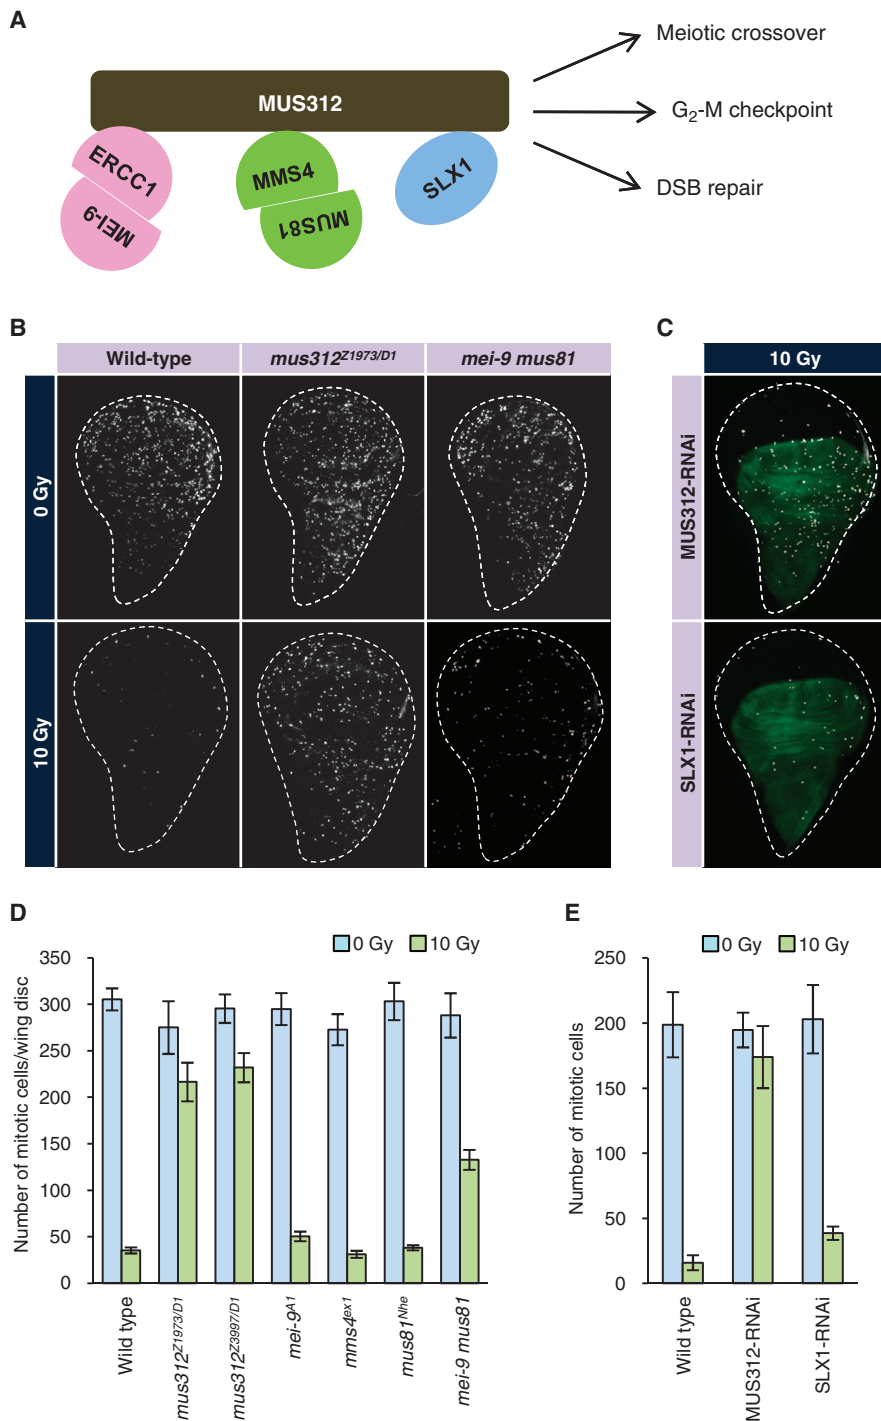 A
MUS312
ERCC1
MEI-9
MMS4
MUS81
SLX1
Meiotic crossover
G2-M checkpoint
DSB repair
B
Wild-type
mus312Z1973/D1
mei-9 mus81
0 Gy
10 Gy
C
10 Gy
MUS312-RNAi
SLX1-RNAi
D
0 Gy
10 Gy
Number of mitotic cells/wing disc
350
300
250
200
150
100
50
0
Wild type
mus312Z1973/D1
mus312Z3997/D1
mei-9A1
mms4ex1
mus81Nhe
mei-9 mus81
E
0 Gy
10 Gy
Number of mitotic cells
250
200
150
100
50
0
Wild type
MUS312-RNAi
SLX1-RNAi